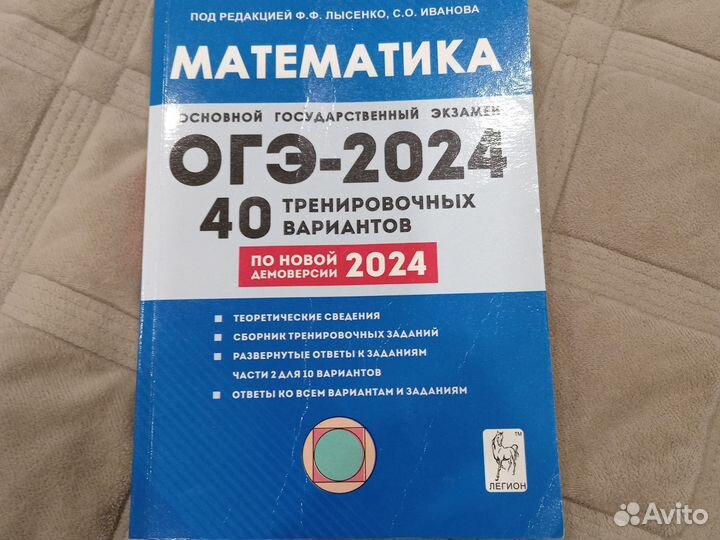 ПОД РЕДАКЦИЕЙ Ф.Ф. ЛЫСЕНКО, С.О. ИВАНОВА
МАТЕМАТИКА
ОСНОВНОЙ ГОСУДАРСТВЕННЫЙ ЭКЗАМЕН
ОГЭ-2024
40 ТРЕНИРОВОЧНЫХ
ВАРИАНТОВ
ПО НОВОЙ
ДЕМОВЕРСИИ 2024
ТЕОРЕТИЧЕСКИЕ СВЕДЕНИЯ
СБОРНИК ТРЕНИРОВОЧНЫХ ЗАДАНИЙ
РАЗВЕРНУТЫЕ ОТВЕТЫ К ЗАДАНИЯМ
ЧАСТИ 2 ДЛЯ 10 ВАРИАНТОВ
ОТВЕТЫ КО ВСЕМ ВАРИАНТАМ И ЗАДАНИЯМ
TM
ЛЕГИОН
Avito